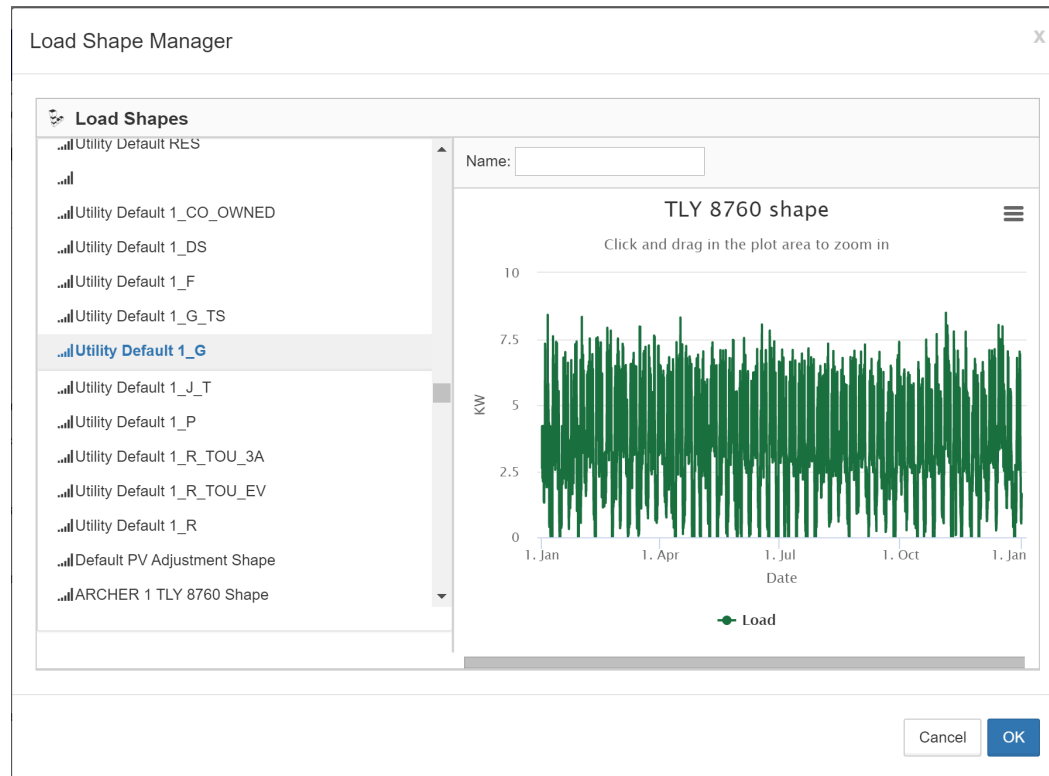 Load Shape Manager
x
Load Shapes
Utility Default RES
Utility Default 1_CO_OWNED
Utility Default 1_DS
Utility Default 1_F
Utility Default 1_G_TS
Utility Default 1_G
Utility Default 1_J_T
Utility Default 1_P
Utility Default 1_R_TOU_3A
Utility Default 1_R_TOU_EV
Utility Default 1_R
Default PV Adjustment Shape
ARCHER 1 TLY 8760 Shape
Name:
TLY 8760 shape
Click and drag in the plot area to zoom in
10
7.5
5
2.5
0
KW
1. Jan
1. Apr
1. Jul
1. Oct
1. Jan
Date
Load
Cancel
OK